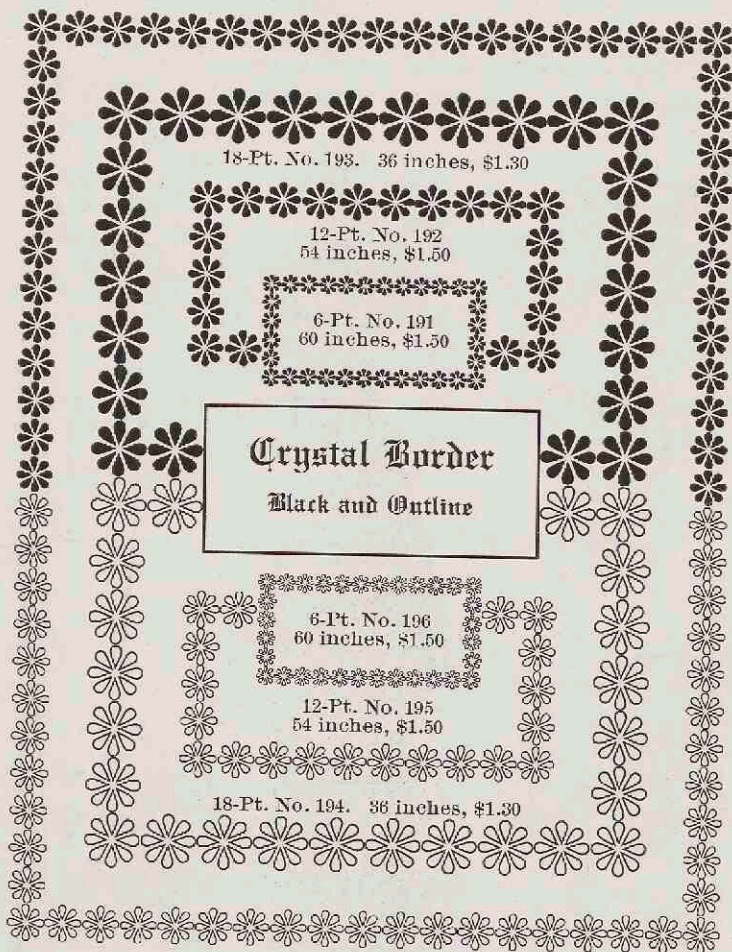 18-Pt. No. 193. 36 inches, $1.30
12-Pt. No. 192
54 inches, $1.50
6-Pt. No. 191
60 inches, $1.50
Crystal Border
Black and Outline
6-Pt. No. 196
60 inches, $1.50
12-Pt. No. 195
54 inches, $1.50
18-Pt. No. 194. 36 inches, $1.30